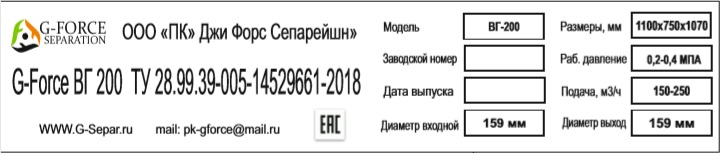 G-FORCE
SEPARATION
ООО «ПК» Джи Форс Сепарейшн»
G-Force ВГ 200 ТУ 28.99.39-005-14529661-2018
WWW.G-Separ.ru mail: pk-gforce@mail.ru EAC
Модель ВГ-200 Размеры, мм 1100x750x1070
Заводской номер Раб. давление 0,2-0,4 МПА
Дата выпуска Подача, м3/ч 150-250
Диаметр входной 159 мм Диаметр выход 159 мм